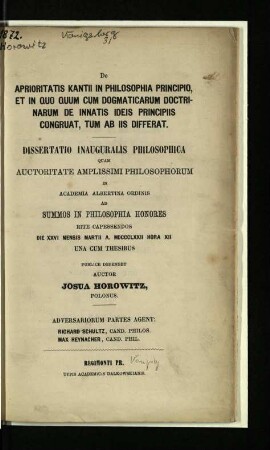 1872.
Horowitz
Königsberg
31
De
APRIORITATIS KANTII IN PHILOSOPHIA PRINCIPIO,
ET IN QUO QUUM CUM DOGMATICARUM DOCTRI-
NARUM DE INNATIS IDEIS PRINCIPIIS
CONGRUAT, TUM AB IIS DIFFERAT.
DISSERTATIO INAUGURALIS PHILOSOPHICA
QUAM
AUCTORITATE AMPLISSIMI PHILOSOPHORUM
IN
ACADEMIA ALBERTINA ORDINIS
AD
SUMMOS IN PHILOSOPHIA HONORES
RITE CAPESSENDOS
DIE XXVI MENSIS MARTII A. MDCCCLXXII HORA XII
UNA CUM THESIBUS
PUBLICE DEFENDET
AUCTOR
JOSUA HOROWITZ,
POLONUS.
ADVERSARIORUM PARTES AGENT:
RICHARD SCHULTZ, CAND. PHILOS.
MAX HEYNACHER, CAND. PHIL.
REGIMONTI PR.
TYPIS ACADEMICIS DALKOWSKIANIS.